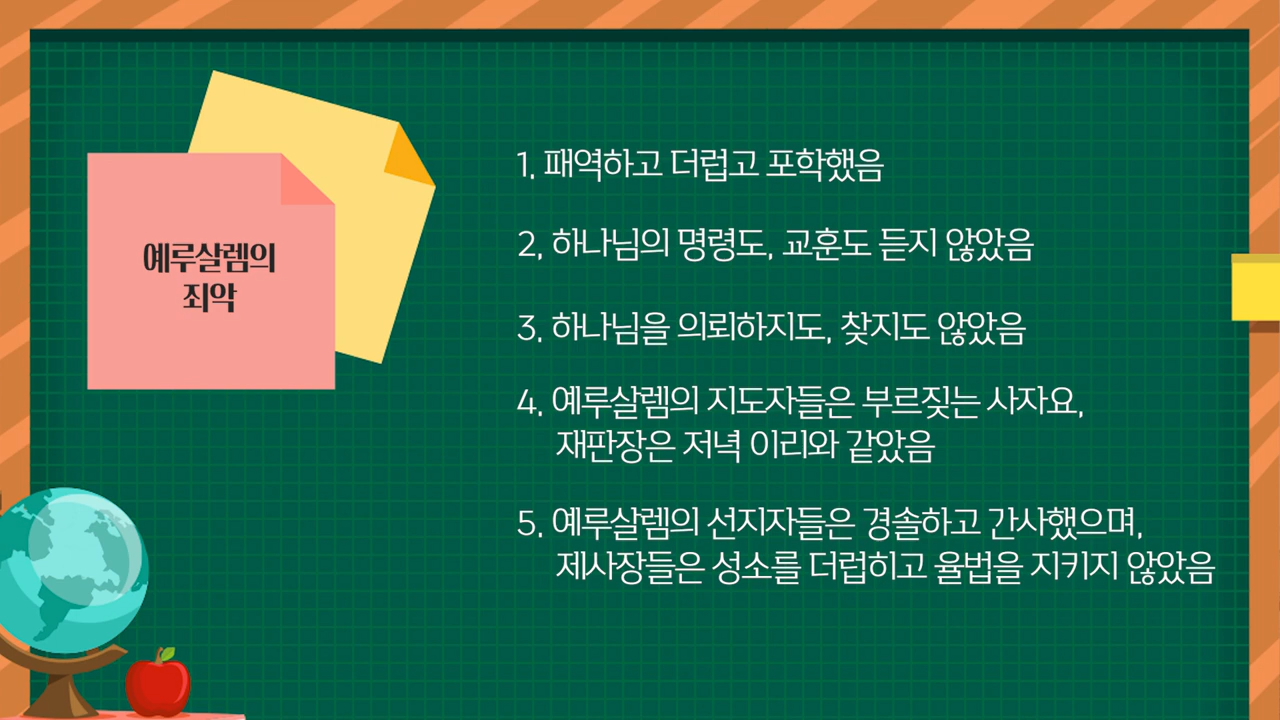 예루살렘의
죄악
1. 패역하고 더럽고 포학했음
2. 하나님의 명령도, 교훈도 듣지 않았음
3. 하나님을 의뢰하지도, 찾지도 않았음
4. 예루살렘의 지도자들은 부르짖는 사자요,
재판장은 저녁 이리와 같았음
5. 예루살렘의 선지자들은 경솔하고 간사했으며,
제사장들은 성소를 더럽히고 율법을 지키지 않았음